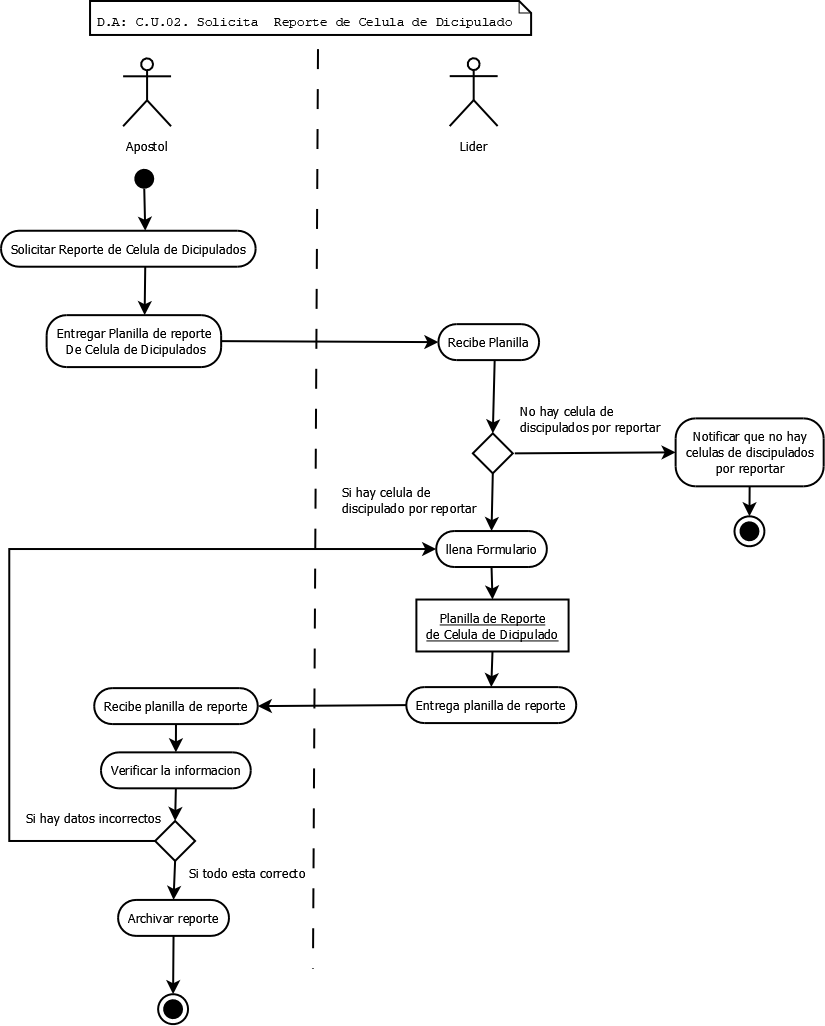 D.A: C.U.02. Solicita  Reporte de Celula de Dicipulado
Apostol
Lider
Solicitar Reporte de Celula de Dicipulados
Entregar Planilla de reporte
De Celula de Dicipulados
Recibe Planilla
No hay celula de
discipulados por reportar
Notificar que no hay
celulas de discipulados
por reportar
Si hay celula de
discipulado por reportar
llena Formulario
Planilla de Reporte
de Celula de Dicipulado
Entrega planilla de reporte
Recibe planilla de reporte
Verificar la informacion
Si hay datos incorrectos
Si todo esta correcto
Archivar reporte